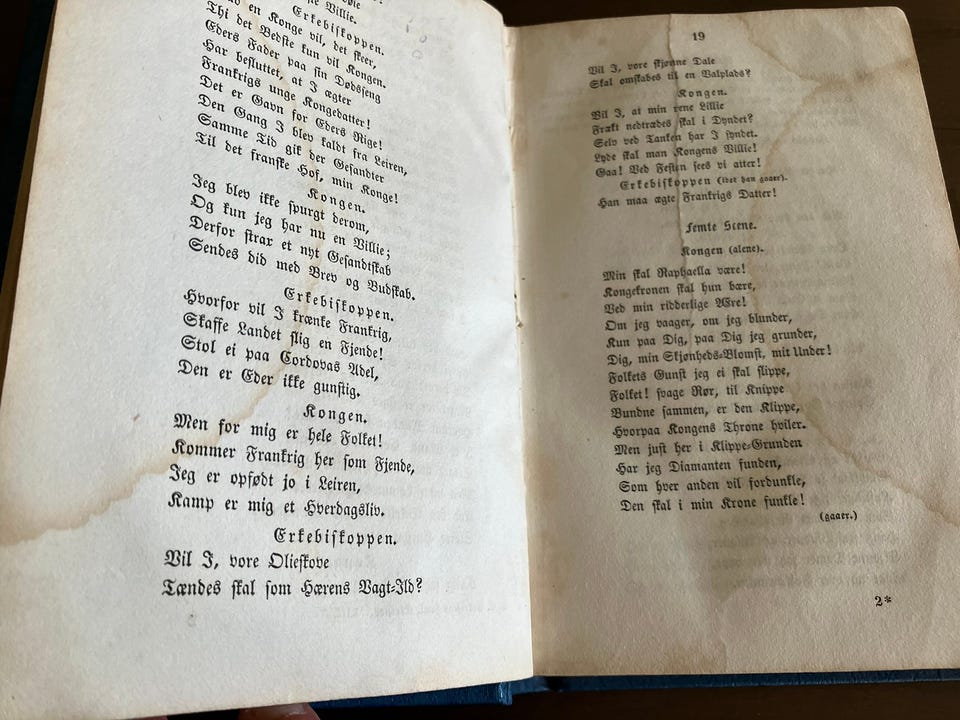 Villie.
Erkebiskoppen.
en Konge vil, det skeer,
Thi det Bedste kun vil Kongen.
Eders Fader paa sin Dødsseng
Har besluttet, at I ægter
Frankrigs unge Kongedatter!
Det er Gavn for Eders Rige!
Den Gang I blev kaldt fra Leiren,
Samme Tid gik der Gesandter
Til det franske Hof, min Konge!
Kongen.
Jeg blev ikke spurgt derom,
Og kun jeg har nu en Villie;
Derfor strax et nyt Gesandtskab
Sendes did med Brev og Budskab.
Erkebiskoppen.
Hvorfor vil I krænke Frankrig,
Skaffe Landet slig en Fjende!
Stol ei paa Cordovas Adel,
Den er Eder ikke gunstig.
Kongen.
Men for mig er hele Folket!
Kommer Frankrig her som Fjende,
Jeg er opfødt jo i Leiren,
Kamp er mig et Hverdagsliv.
Erkebiskoppen.
Vil I, vore Olieskove
Tændes skal som Hærens Vagt-Ild?
19
Vil I, vore skjønne Dale
Skal omskabes til en Valplads?
Kongen.
Vil I, at min rene Lillie
Frækt nedtrædes skal i Dyndet?
Selv ved Tanken har I syndet.
Lyde skal man Kongens Villie!
Gaa! Ved Festen sees vi atter!
Erkebiskoppen (idet han gaaer).
Han maa ægte Frankrigs Datter!
Femte Scene.
Kongen (alene).
Min skal Raphaella være!
Kongekronen skal hun bære,
Ved min ridderlige Ære!
Om jeg vaager, om jeg blunder,
Kun paa Dig, paa Dig jeg grunder,
Dig, min Skjønheds-Blomst, mit Under!
Folkets Gunst jeg ei skal slippe,
Folket! svage Rør, til Knippe
Bundne sammen, er den Klippe,
Hvorpaa Kongens Throne hviler.
Men just her i Klippe-Grunden
Har jeg Diamanten funden,
Som hver anden vil fordunkle,
Den skal i min Krone funkle!
(gaaer.)
2*